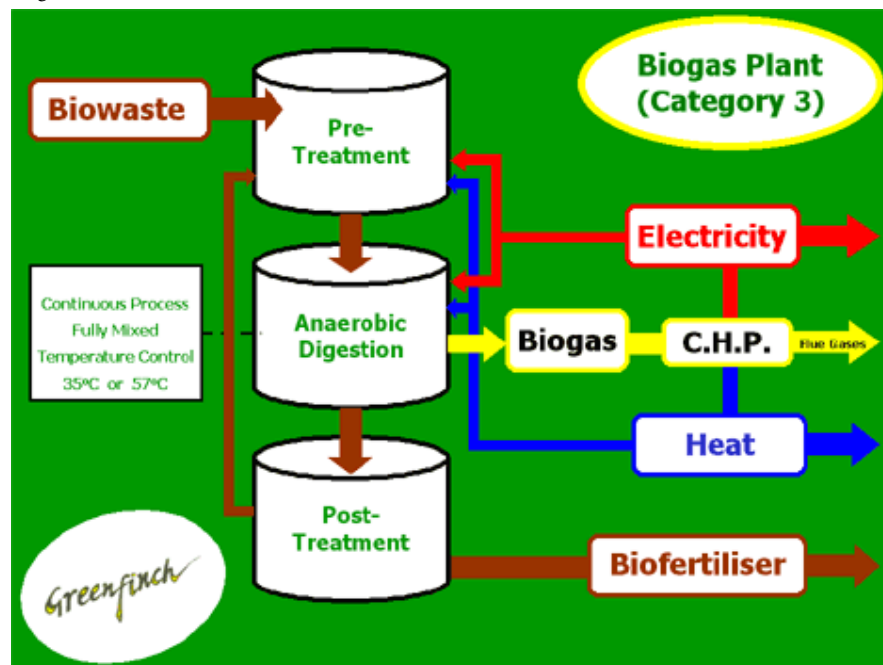 Biogas Plant
(Category 3)
Biowaste
Pre-
Treatment
Electricity
Continuous Process
Fully Mixed
Temperature Control
35ºC or 57ºC
Anaerobic
Digestion
Biogas
C.H.P.
Flue Gases
Heat
Post-
Treatment
Biofertiliser
Greenfinch